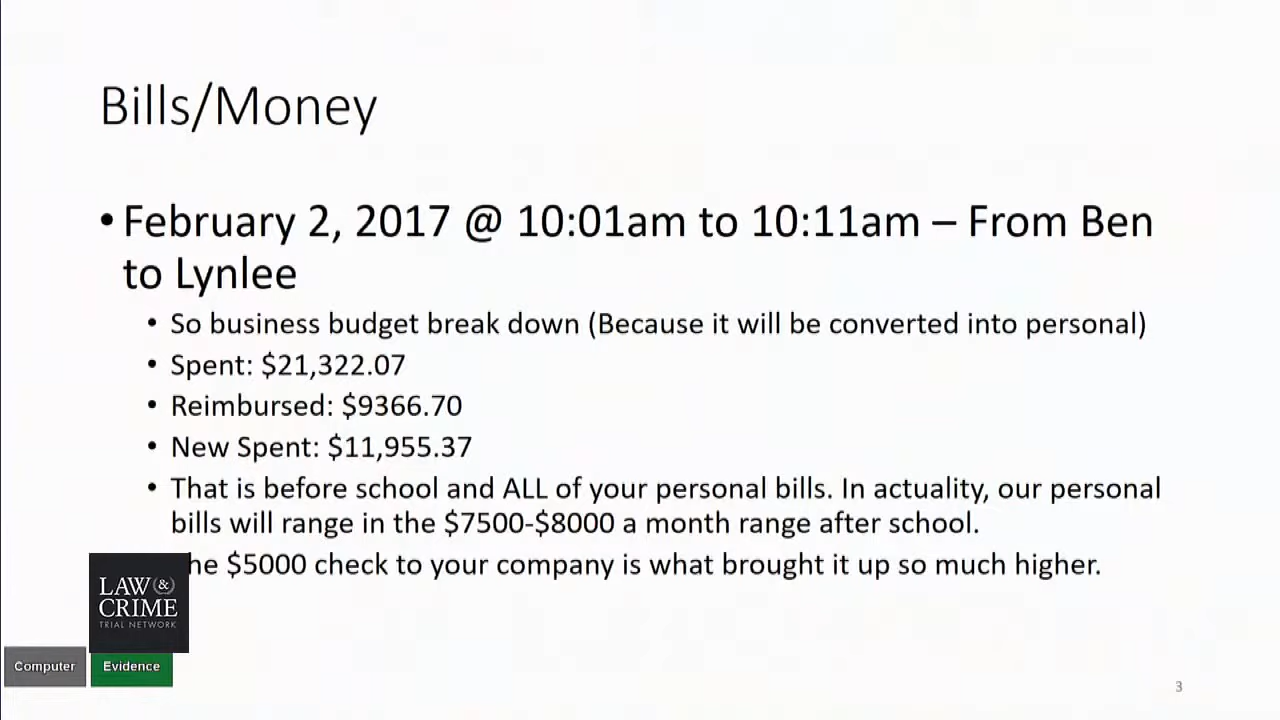 Bills/Money
• February 2, 2017 @ 10:01am to 10:11am – From Ben
to Lynlee
• So business budget break down (Because it will be converted into personal)
• Spent: $21,322.07
• Reimbursed: $9366.70
• New Spent: $11,955.37
• That is before school and ALL of your personal bills. In actuality, our personal
bills will range in the $7500-$8000 a month range after school.
he $5000 check to your company is what brought it up so much higher.
LAW &
CRIME
TRIAL NETWORK
Computer Evidence
3